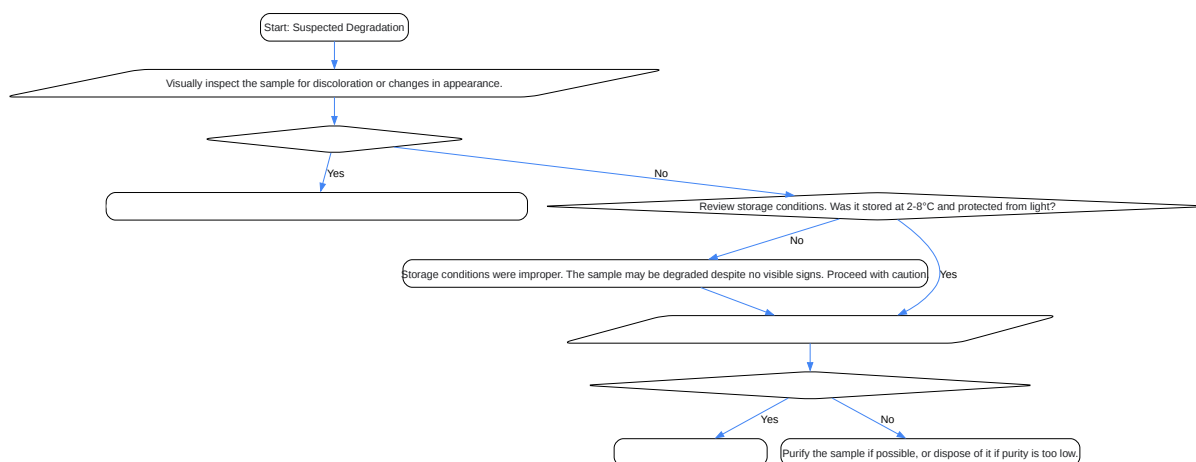 Start: Suspected Degradation
Visually inspect the sample for discoloration or changes in appearance.
Yes
No
Review storage conditions. Was it stored at 2-8°C and protected from light?
No
Storage conditions were improper. The sample may be degraded despite no visible signs. Proceed with caution.
Yes
Yes
No
Purify the sample if possible, or dispose of it if purity is too low.